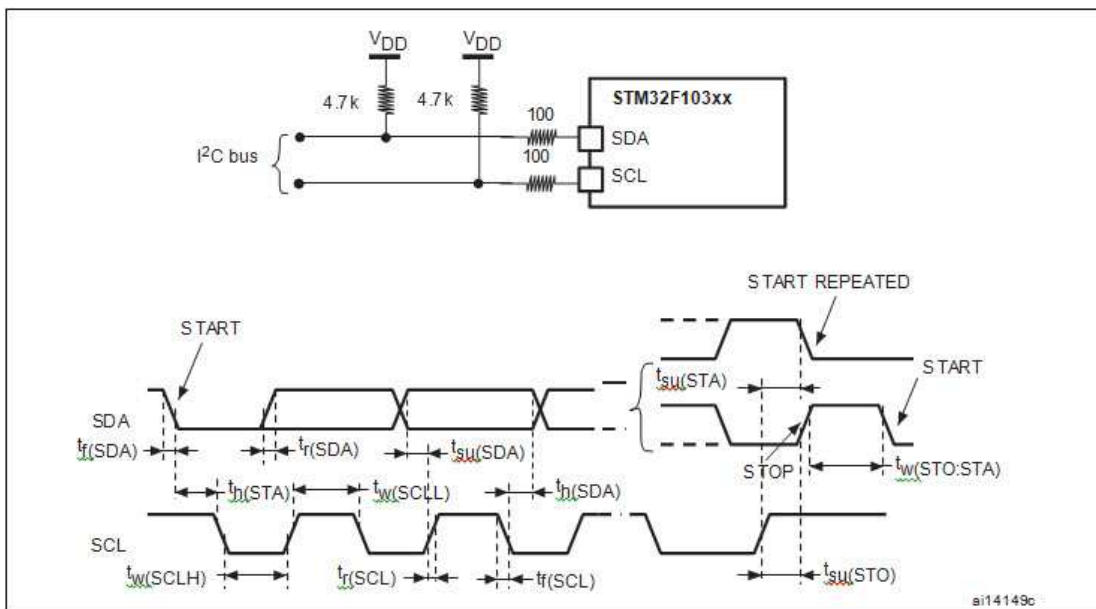 VDD
VDD
4.7k
4.7k
STM32F103xx
100
SDA
I²C bus
100
SCL
START REPEATED
START
tsu(STA)
START
SDA
tf(SDA)
tr(SDA)
tsu(SDA)
STOP
tw(STO:STA)
th(STA)
tw(SCLL)
th(SDA)
SCL
tw(SCLH)
tr(SCL)
tf(SCL)
tsu(STO)
ai14149c